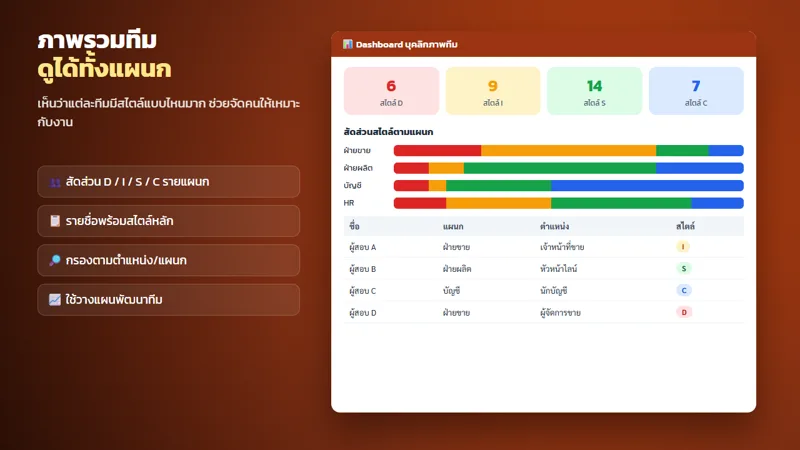 ภาพรวมทีม
ดูได้ทั้งแผนก
เห็นว่าแต่ละทีมมีสไตล์แบบไหนมาก ช่วยจัดคนให้เหมาะ
กับงาน
สัดส่วน D / I / S / C รายแผนก
รายชื่อพร้อมสไตล์หลัก
กรองตามตำแหน่ง/แผนก
ใช้วางแผนพัฒนาทีม
Dashboard บุคลิกภาพทีม
6 9 14 7
สไตล์ D สไตล์ I สไตล์ S สไตล์ C
สัดส่วนสไตล์ตามแผนก
ฝ่ายขาย
ฝ่ายผลิต
บัญชี
HR
ชื่อ แผนก ตำแหน่ง สไตล์
ผู้สอบ A ฝ่ายขาย เจ้าหน้าที่ขาย I
ผู้สอบ B ฝ่ายผลิต หัวหน้าไลน์ S
ผู้สอบ C บัญชี นักบัญชี C
ผู้สอบ D ฝ่ายขาย ผู้จัดการขาย D